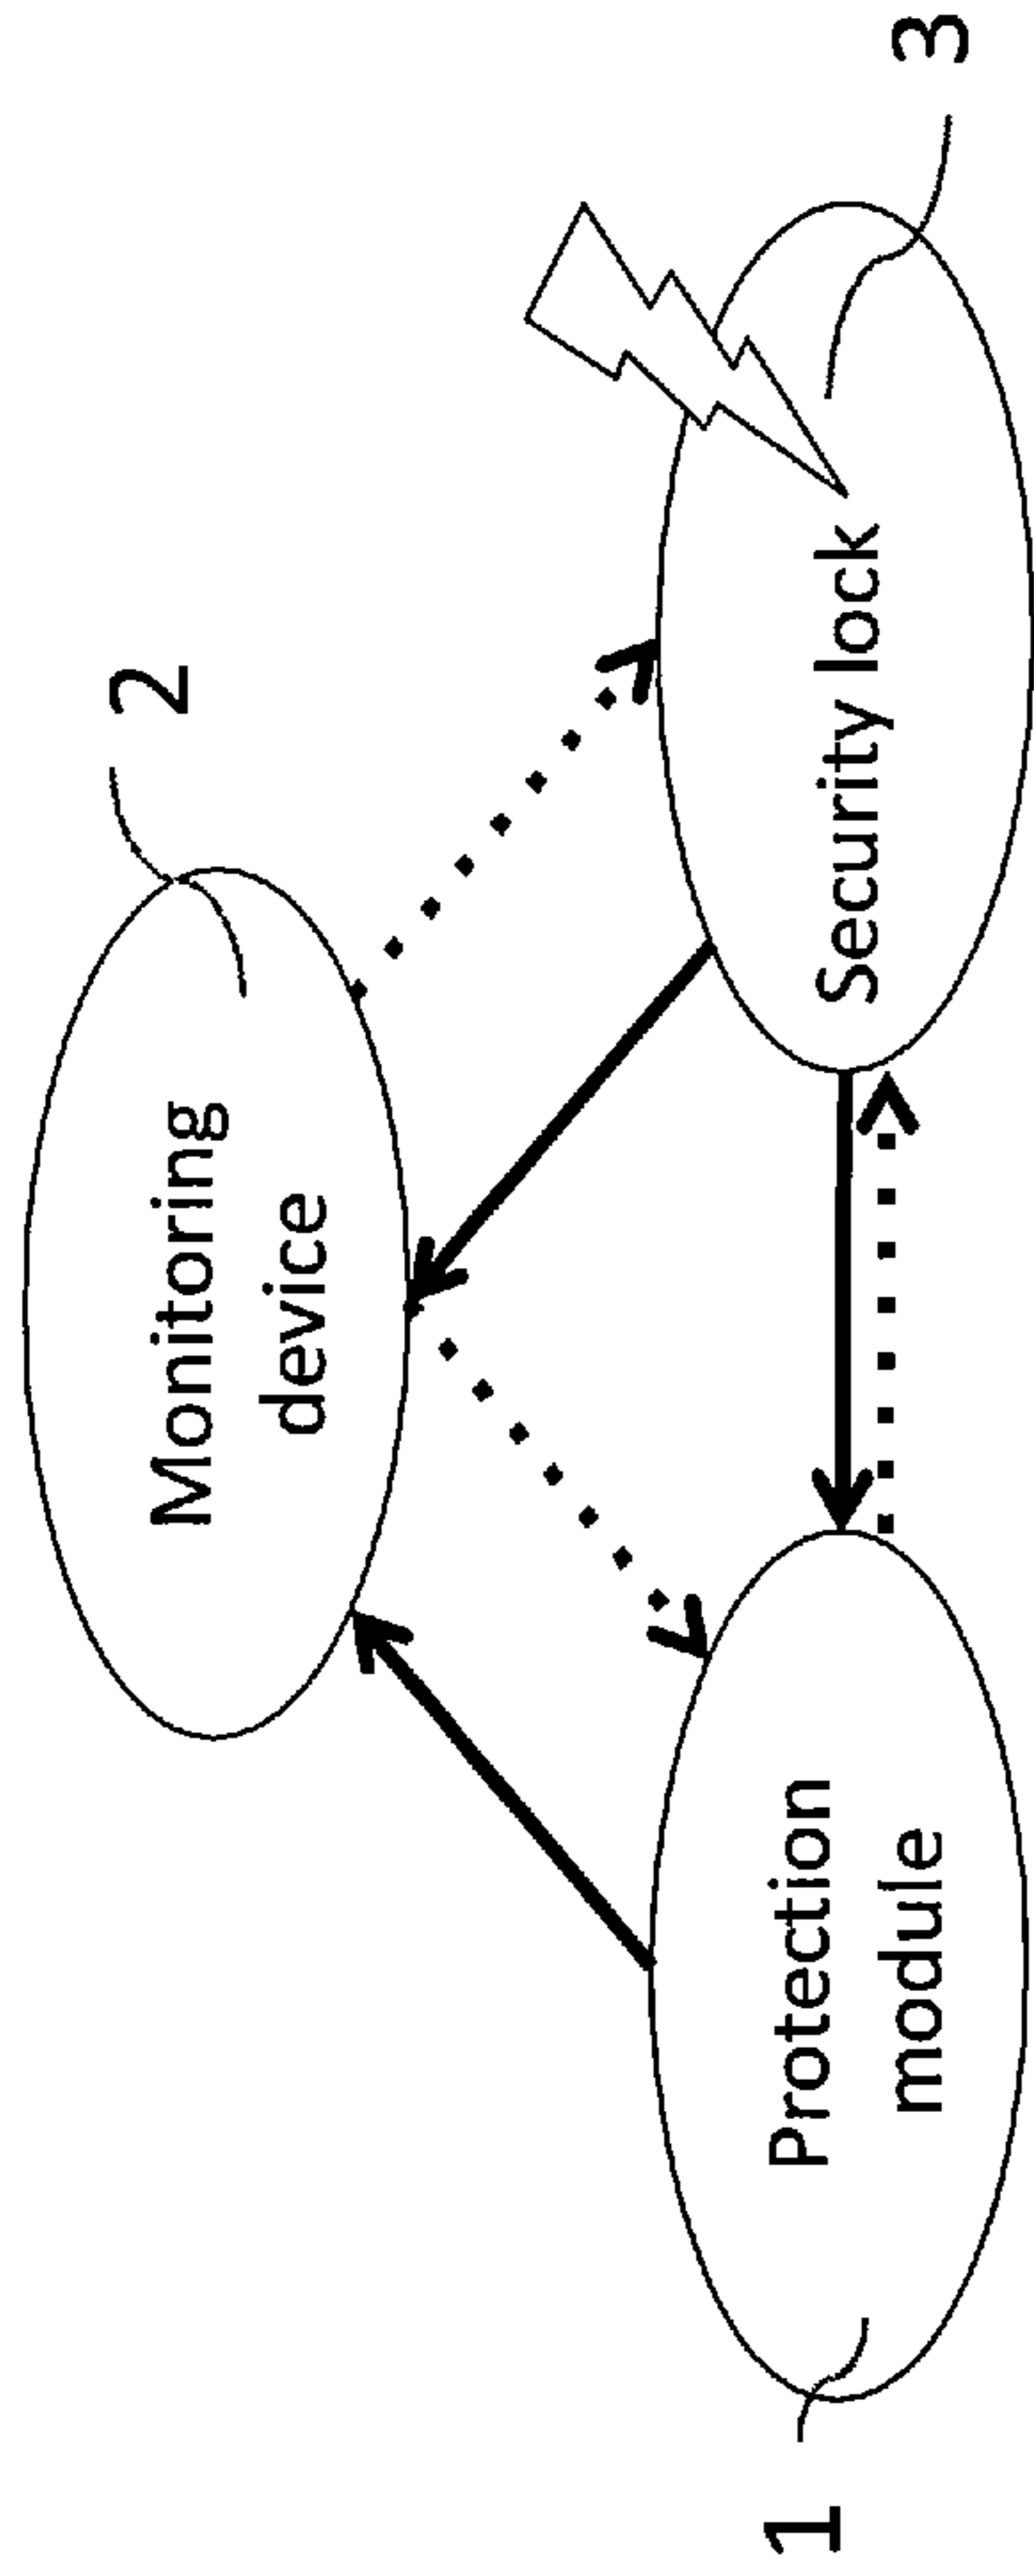 2
Monitoring
device
Protection
module
1
Security lock
3